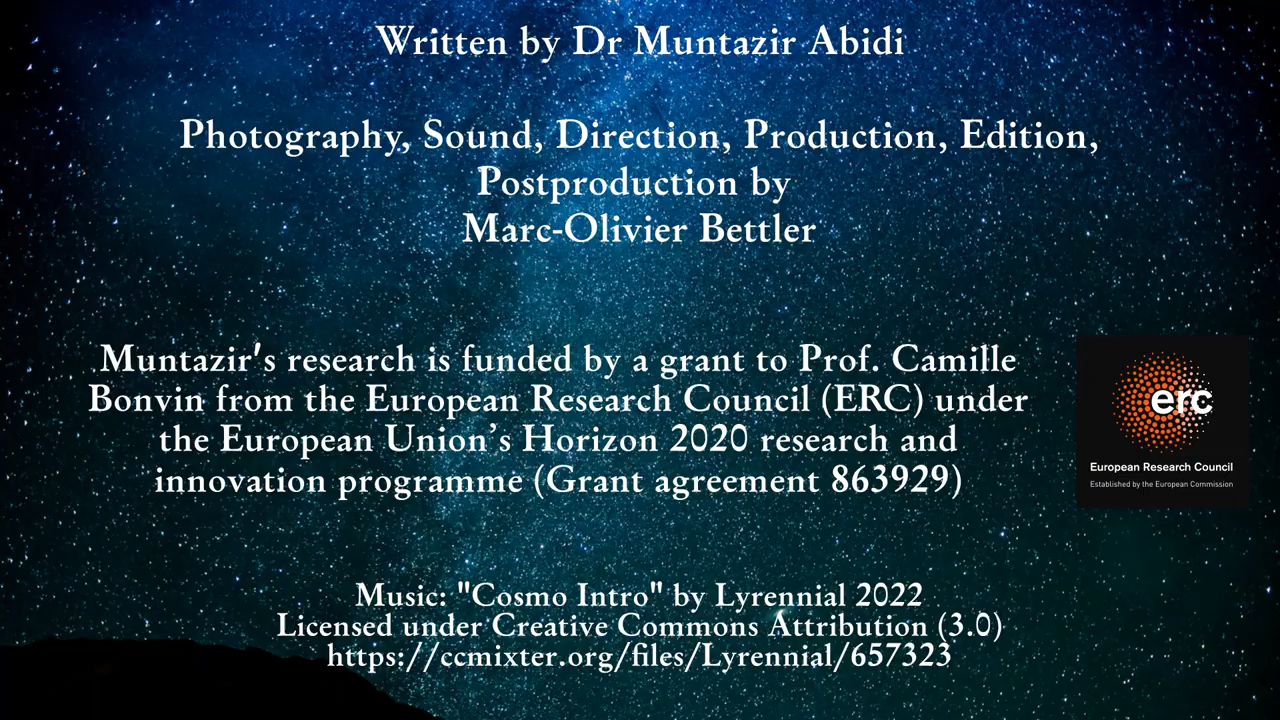 Written by Dr Muntazir Abidi
Photography, Sound, Direction, Production, Edition,
Postproduction by
Marc-Olivier Bettler
Muntazir's research is funded by a grant to Prof. Camille
Bonvin from the European Research Council (ERC) under
the European Union’s Horizon 2020 research and
innovation programme (Grant agreement 863929)
erc
European Research Council
Established by the European Commission
Music: "Cosmo Intro" by Lyrennial 2022
Licensed under Creative Commons Attribution (3.0)
https://ccmixter.org/files/Lyrennial/657323